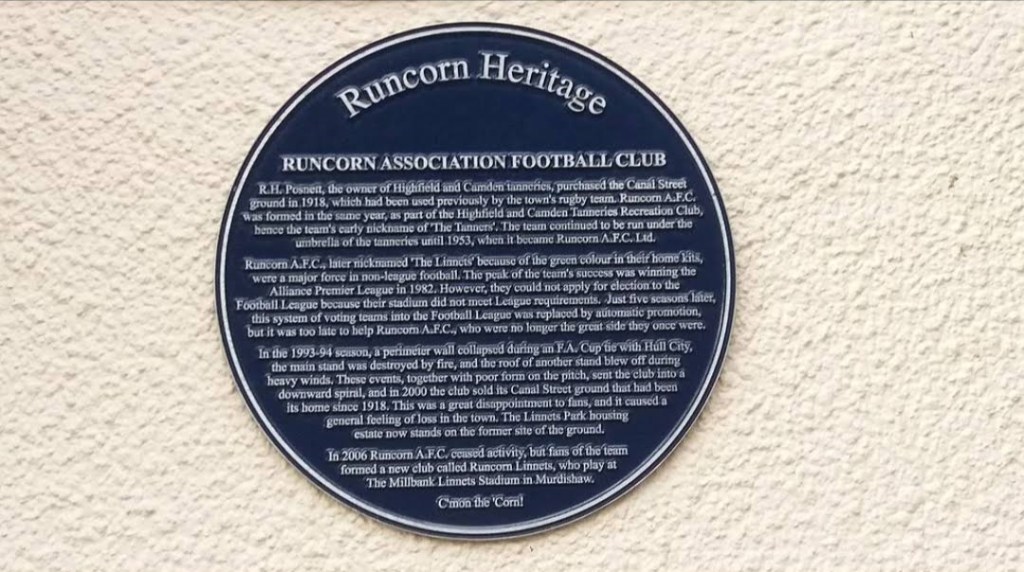 Runcorn Heritage
RUNCORN ASSOCIATION FOOTBALL CLUB
R.H. Posnett, the owner of Highfield and Camden tanneries, purchased the Canal Street
ground in 1918, which had been used previously by the town's rugby team. Runcorn A.F.C.
was formed in the same year, as part of the Highfield and Camden Tanneries Recreation Club,
hence the team's early nickname of 'The Tanners'. The team continued to be run under the
umbrella of the tanneries until 1953, when it became Runcorn A.F.C. Ltd.
Runcorn A.F.C., later nicknamed 'The Linnets' because of the green colour in their home kits,
were a major force in non-league football. The peak of the team's success was winning the
Alliance Premier League in 1982. However, they could not apply for election to the
Football League because their stadium did not meet League requirements. Just five seasons later,
this system of voting teams into the Football League was replaced by automatic promotion,
but it was too late to help Runcorn A.F.C., who were no longer the great side they once were.
In the 1993-94 season, a perimeter wall collapsed during an F.A. Cup tie with Hull City,
the main stand was destroyed by fire, and the roof of another stand blew off during
heavy winds. These events, together with poor form on the pitch, sent the club into a
downward spiral, and in 2000 the club sold its Canal Street ground that had been
its home since 1918. This was a great disappointment to fans, and it caused a
general feeling of loss in the town. The Linnets Park housing
estate now stands on the former site of the ground.
In 2006 Runcorn A.F.C. ceased activity, but fans of the team
formed a new club called Runcorn Linnets, who play at
The Millbank Linnets Stadium in Murdishaw.
C'mon the 'Corn!